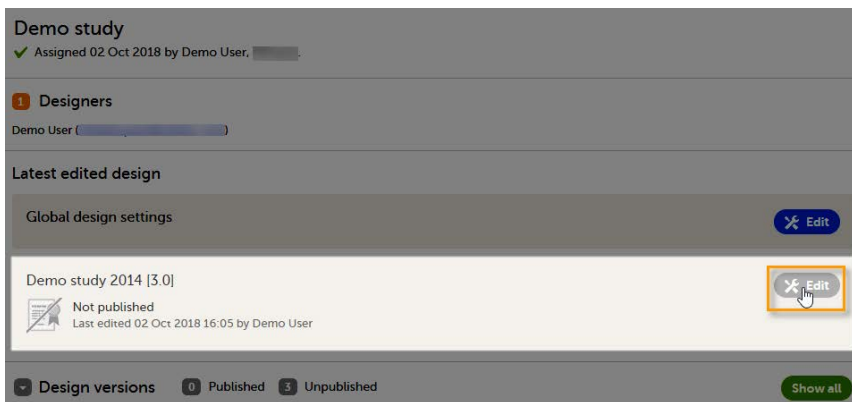 Demo study
Assigned 02 Oct 2018 by Demo User, .
1 Designers
Demo User ( )
Latest edited design
Global design settings
Edit
Demo study 2014 [3.0]
Edit
Not published
Last edited 02 Oct 2018 16:05 by Demo User
Design versions 0 Published 3 Unpublished
Show all